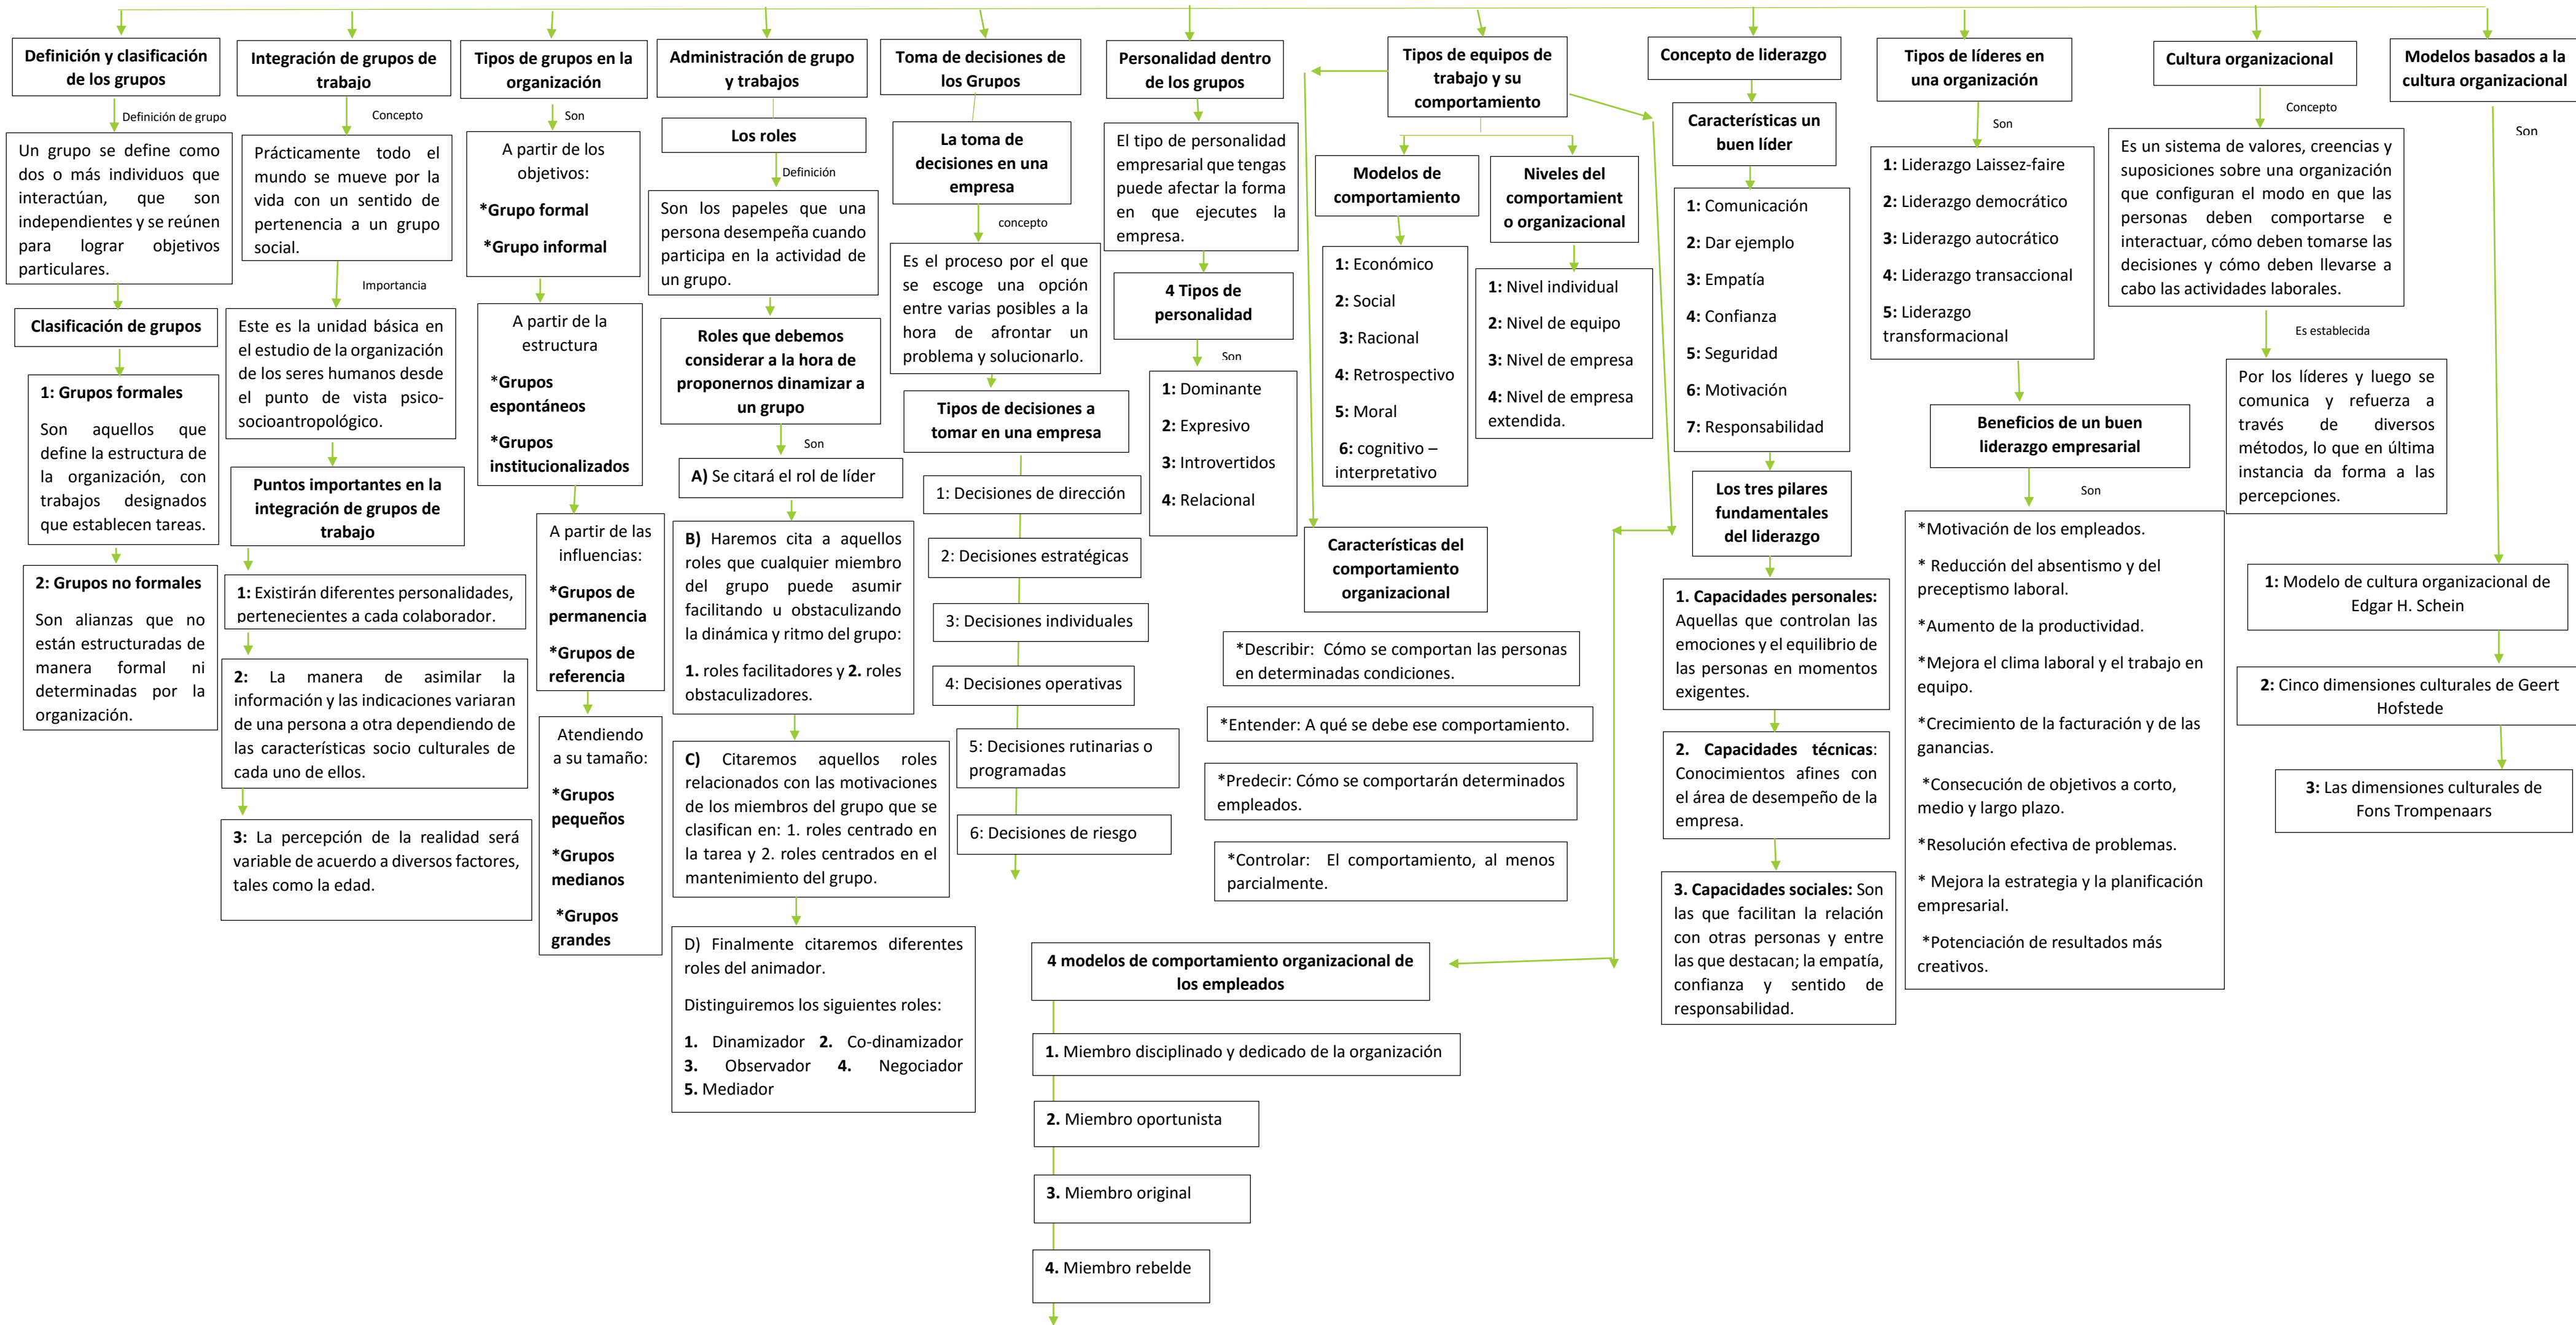 Definición y clasificación
de los grupos
Definición de grupo
Un grupo se define como
dos o más individuos que
interactúan, que son
independientes y se reúnen
para lograr objetivos
particulares.
Clasificación de grupos
1: Grupos formales
Son aquellos que
define la estructura de
la organización, con
trabajos designados
que establecen tareas.
2: Grupos no formales
Son alianzas que no
están estructuradas de
manera formal ni
determinadas por la
organización.
Integración de grupos de
trabajo
Concepto
Prácticamente todo el
mundo se mueve por la
vida con un sentido de
pertenencia a un grupo
social.
Importancia
Este es la unidad básica en
el estudio de la organización
de los seres humanos desde
el punto de vista psico-
socioantropológico.
Puntos importantes en la
integración de grupos de
trabajo
1: Existirán diferentes personalidades,
pertenecientes a cada colaborador.
2: La manera de asimilar la
información y las indicaciones variaran
de una persona a otra dependiendo de
las características socio culturales de
cada uno de ellos.
3: La percepción de la realidad será
variable de acuerdo a diversos factores,
tales como la edad.
Tipos de grupos en la
organización
Son
A partir de los
objetivos:
*Grupo formal
*Grupo informal
A partir de la
estructura
*Grupos
espontáneos
*Grupos
institucionalizados
A partir de las
influencias:
*Grupos de
permanencia
*Grupos de
referencia
Atendiendo
a su tamaño:
*Grupos
pequeños
*Grupos
medianos
*Grupos
grandes
Administración de grupo
y trabajos
Los roles
Definición
Son los papeles que una
persona desempeña cuando
participa en la actividad de
un grupo.
Roles que debemos
considerar a la hora de
proponernos dinamizar a
un grupo
Son
A) Se citará el rol de líder
B) Haremos cita a aquellos
roles que cualquier miembro
del grupo puede asumir
facilitando u obstaculizando
la dinámica y ritmo del grupo:
1. roles facilitadores y 2. roles
obstaculizadores.
C) Citaremos aquellos roles
relacionados con las motivaciones
de los miembros del grupo que se
clasifican en: 1. roles centrado en
la tarea y 2. roles centrados en el
mantenimiento del grupo.
D) Finalmente citaremos diferentes
roles del animador.
Distinguiremos los siguientes roles:
1. Dinamizador 2. Co-dinamizador
3. Observador 4. Negociador
5. Mediador
Toma de decisiones de
los Grupos
La toma de
decisiones en una
empresa
concepto
Es el proceso por el que
se escoge una opción
entre varias posibles a la
hora de afrontar un
problema y solucionarlo.
Tipos de decisiones a
tomar en una empresa
1: Decisiones de dirección
2: Decisiones estratégicas
3: Decisiones individuales
4: Decisiones operativas
5: Decisiones rutinarias o
programadas
6: Decisiones de riesgo
Personalidad dentro
de los grupos
El tipo de personalidad
empresarial que tengas
puede afectar la forma
en que ejecutes la
empresa.
4 Tipos de
personalidad
Son
1: Dominante
2: Expresivo
3: Introvertidos
4: Relacional
Tipos de equipos de
trabajo y su
comportamiento
Modelos de
comportamiento
1: Económico
2: Social
3: Racional
4: Retrospectivo
5: Moral
6: cognitivo –
interpretativo
Niveles del
comportamient
o organizacional
1: Nivel individual
2: Nivel de equipo
3: Nivel de empresa
4: Nivel de empresa
extendida.
Características del
comportamiento
organizacional
*Describir: Cómo se comportan las personas
en determinadas condiciones.
*Entender: A qué se debe ese comportamiento.
*Predecir: Cómo se comportarán determinados
empleados.
*Controlar: El comportamiento, al menos
parcialmente.
4 modelos de comportamiento organizacional de
los empleados
1. Miembro disciplinado y dedicado de la organización
2. Miembro oportunista
3. Miembro original
4. Miembro rebelde
Concepto de liderazgo
Características un
buen líder
1: Comunicación
2: Dar ejemplo
3: Empatía
4: Confianza
5: Seguridad
6: Motivación
7: Responsabilidad
Los tres pilares
fundamentales
del liderazgo
1. Capacidades personales:
Aquellas que controlan las
emociones y el equilibrio de
las personas en momentos
exigentes.
2. Capacidades técnicas:
Conocimientos afines con
el área de desempeño de la
empresa.
3. Capacidades sociales: Son
las que facilitan la relación
con otras personas y entre
las que destacan; la empatía,
confianza y sentido de
responsabilidad.
Tipos de líderes en
una organización
Son
1: Liderazgo Laissez-faire
2: Liderazgo democrático
3: Liderazgo autocrático
4: Liderazgo transaccional
5: Liderazgo
transformacional
Beneficios de un buen
liderazgo empresarial
Son
*Motivación de los empleados.
* Reducción del absentismo y del
preceptismo laboral.
*Aumento de la productividad.
*Mejora el clima laboral y el trabajo en
equipo.
*Crecimiento de la facturación y de las
ganancias.
*Consecución de objetivos a corto,
medio y largo plazo.
*Resolución efectiva de problemas.
* Mejora la estrategia y la planificación
empresarial.
*Potenciación de resultados más
creativos.
Cultura organizacional
Concepto
Es un sistema de valores, creencias y
suposiciones sobre una organización
que configuran el modo en que las
personas deben comportarse e
interactuar, cómo deben tomarse las
decisiones y cómo deben llevarse a
cabo las actividades laborales.
Es establecida
Por los líderes y luego se
comunica y refuerza a
través de diversos
métodos, lo que en última
instancia da forma a las
percepciones.
Modelos basados a la
cultura organizacional
Son
1: Modelo de cultura organizacional de
Edgar H. Schein
2: Cinco dimensiones culturales de Geert
Hofstede
3: Las dimensiones culturales de
Fons Trompenaars